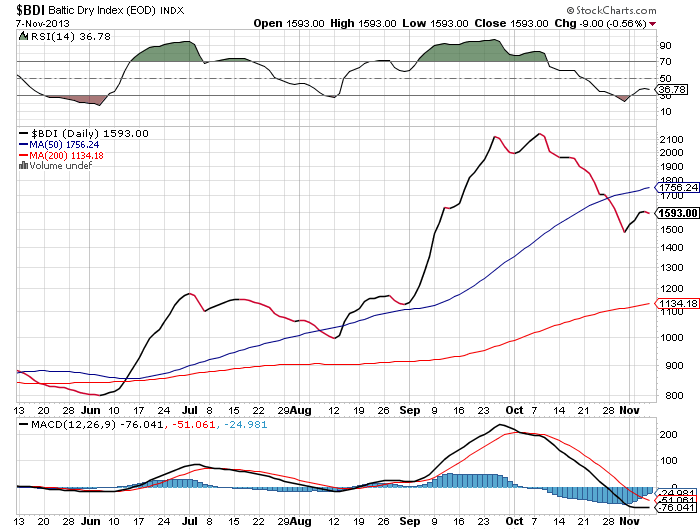 $BDI Baltic Dry Index (EOD) INDX © StockCharts.com
7-Nov-2013 Open 1593.00 High 1593.00 Low 1593.00 Close 1593.00 Chg -9.00 (-0.56%)
RSI(14) 36.78
90
70
50
36.78
30
10
$BDI (Daily) 1593.00
MA(50) 1756.24
MA(200) 1134.18
Volume undef
2100
2000
1900
1800
1756.24
1700
1593.00
1500
1400
1300
1200
1134.18
1100
1000
900
800
13 20 28 Jun 10 17 24 Jul 8 15 22 29 Aug 12 19 27 Sep 9 16 23 Oct 7 14 21 28 Nov
MACD(12,26,9) -76.041, -51.061, -24.981
200
100
0
-24.981
-51.061
-76.041
13 20 28 Jun 10 17 24 Jul 8 15 22 29 Aug 12 19 27 Sep 9 16 23 Oct 7 14 21 28 Nov